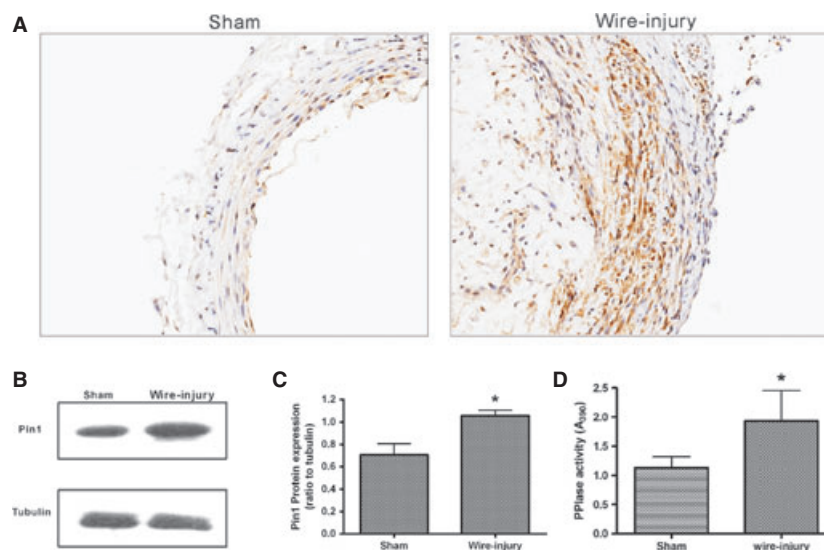 A
Sham
Wire-injury
B
Sham
Wire-injury
Pin1
Tubulin
C
Pin1 Protein expression
(ratio to tubulin)
1.2
1.0
0.8
0.6
0.4
0.2
0.0
*
Sham
Wire-injury
D
PPIase activity (A390)
2.5
2.0
1.5
1.0
0.5
0.0
*
Sham
wire-injury